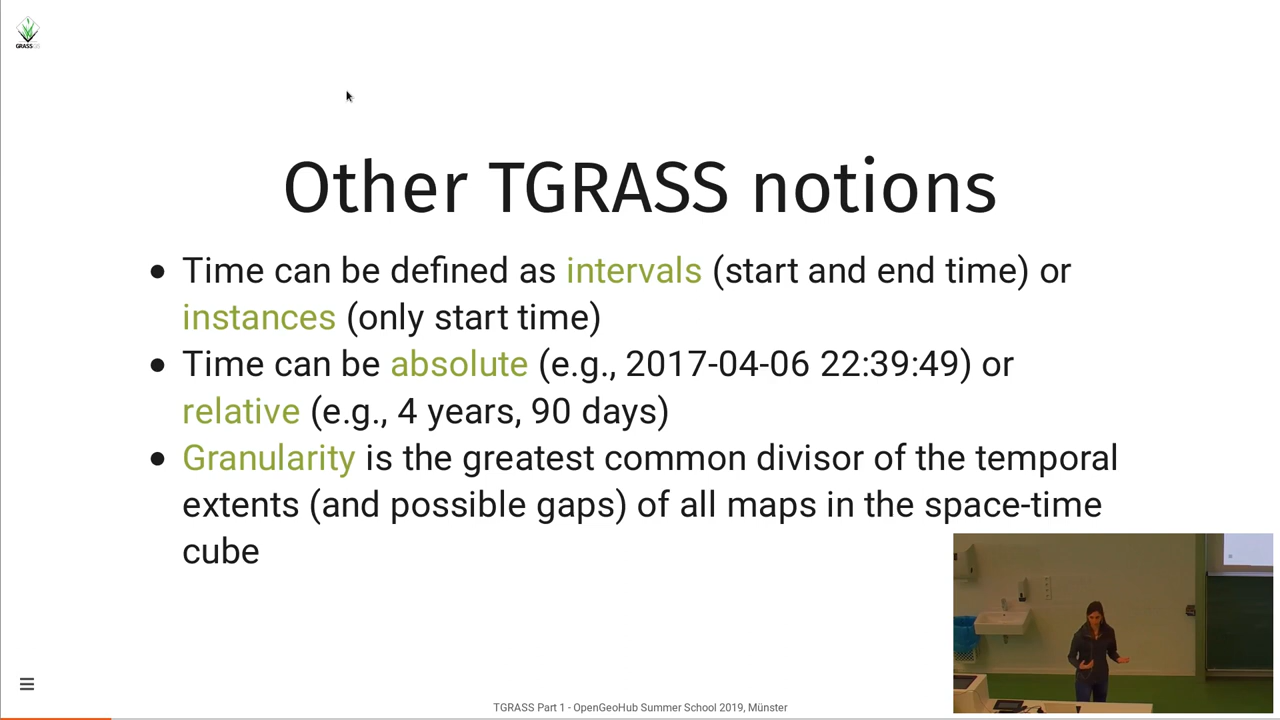 GRASS GIS
Other TGRASS notions
Time can be defined as intervals (start and end time) or
instances (only start time)
Time can be absolute (e.g., 2017-04-06 22:39:49) or
relative (e.g., 4 years, 90 days)
Granularity is the greatest common divisor of the temporal
extents (and possible gaps) of all maps in the space-time
cube
TGRASS Part 1 - OpenGeoHub Summer School 2019, Münster